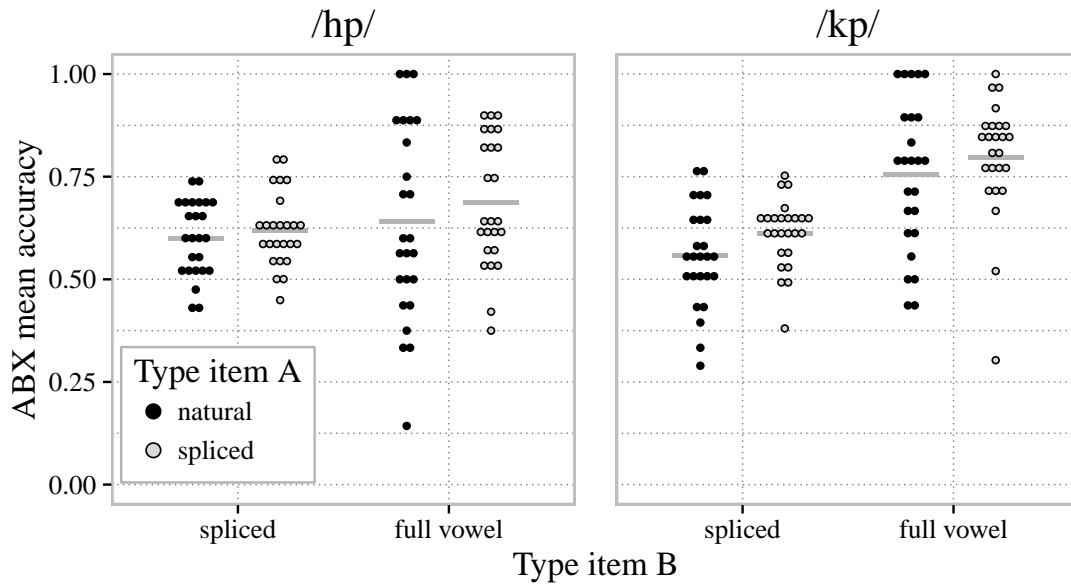 /hp/
/kp/
ABX mean accuracy
1.00
0.75
0.50
0.25
0.00
Type item A
natural
spliced
spliced
full vowel
spliced
full vowel
Type item B